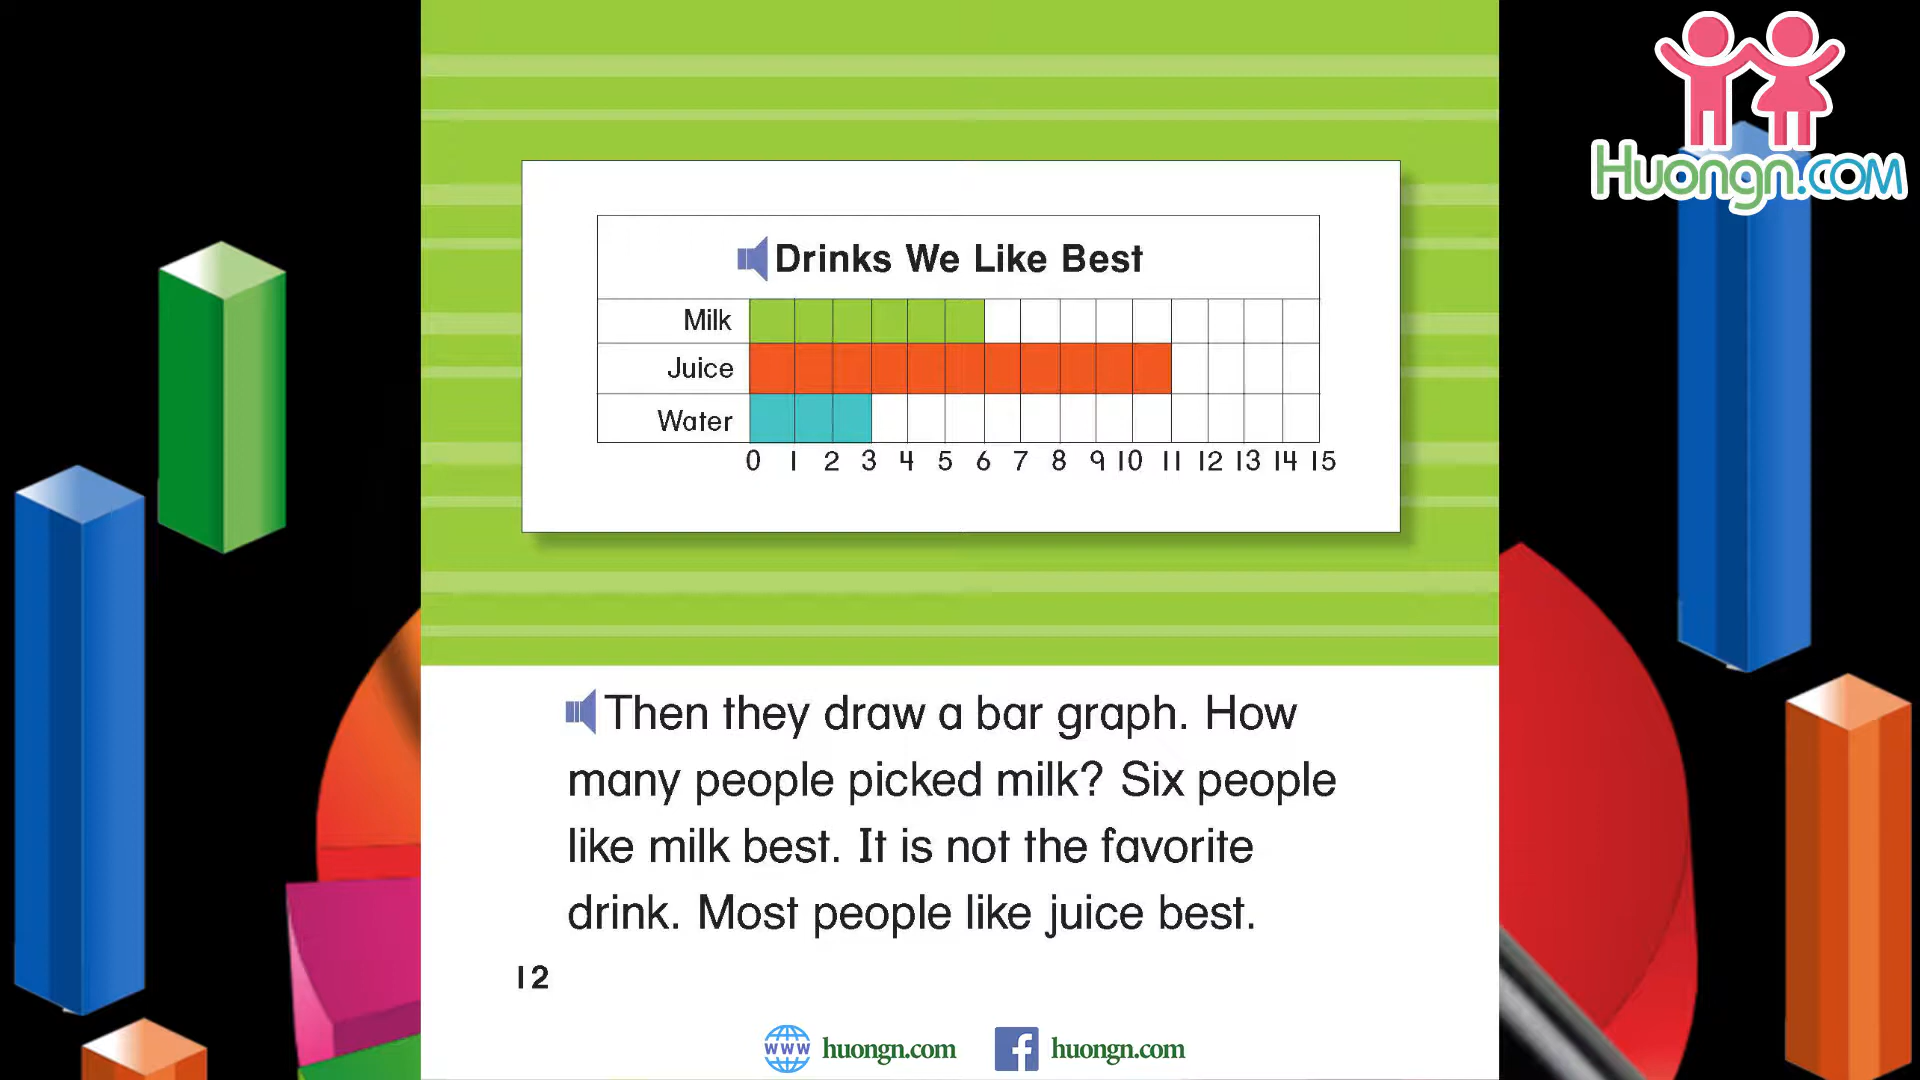 Huongn.com
Drinks We Like Best
Milk
Juice
Water
0 1 2 3 4 5 6 7 8 9 10 11 12 13 14 15
Then they draw a bar graph. How
many people picked milk? Six people
like milk best. It is not the favorite
drink. Most people like juice best.
12
www huongn.com f huongn.com